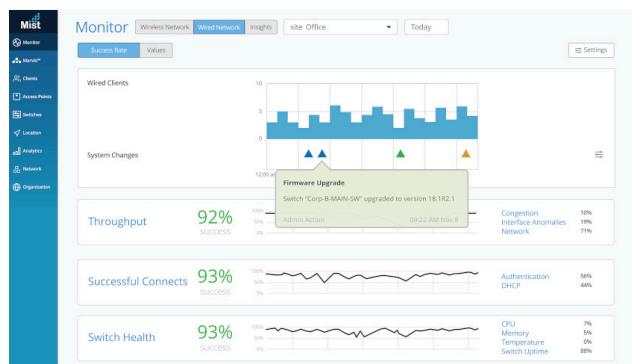 Mist
Monitor
Wireless Network
Wired Network
Insights
site Office
Today
Monitor
Marvis™
Clients
Access Points
Switches
Location
Analytics
Network
Organization
Success Rate
Values
Settings
Wired Clients
10
5
0
System Changes
12:00 a
Firmware Upgrade
Switch "Corp-B-MAIN-SW" upgraded to version 18.1R2.1
Admin Action
09:22 AM Nov 8
Throughput
92%
success
100%
50%
0%
Congestion 10%
Interface Anomalies 19%
Network 71%
Successful Connects
93%
success
100%
50%
0%
Authentication 56%
DHCP 44%
Switch Health
93%
success
100%
50%
0%
CPU 7%
Memory 5%
Temperature 0%
Switch Uptime 88%